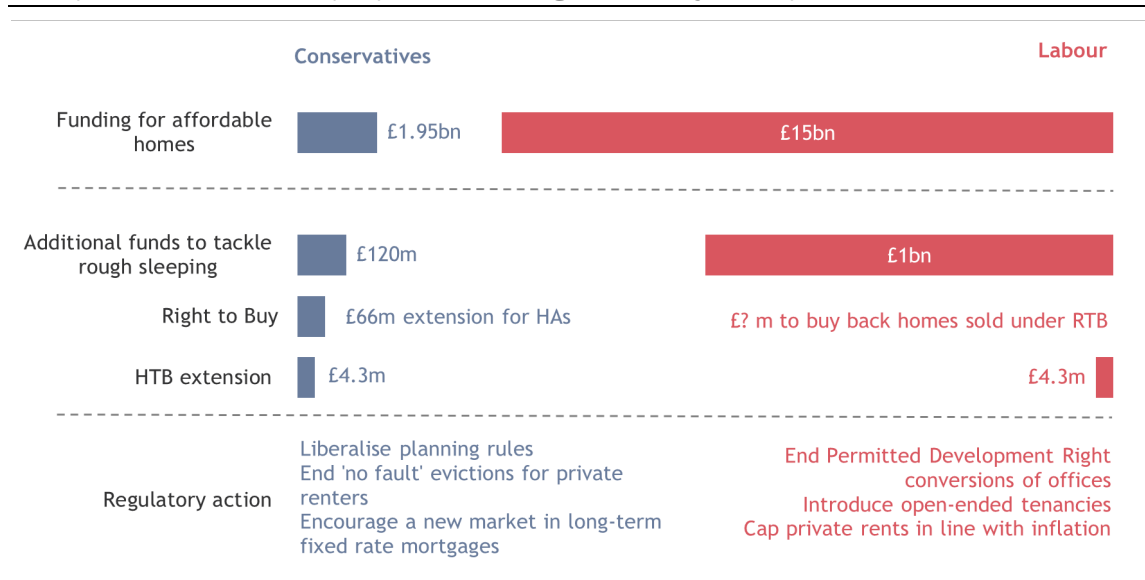 Conservatives
Labour
Funding for affordable
homes
£1.95bn
£15bn
Additional funds to tackle
rough sleeping
£120m
£1bn
Right to Buy
£66m extension for HAs
£? m to buy back homes sold under RTB
HTB extension
£4.3m
£4.3m
Regulatory action
Liberalise planning rules
End 'no fault' evictions for private
renters
Encourage a new market in long-term
fixed rate mortgages
End Permitted Development Right
conversions of offices
Introduce open-ended tenancies
Cap private rents in line with inflation